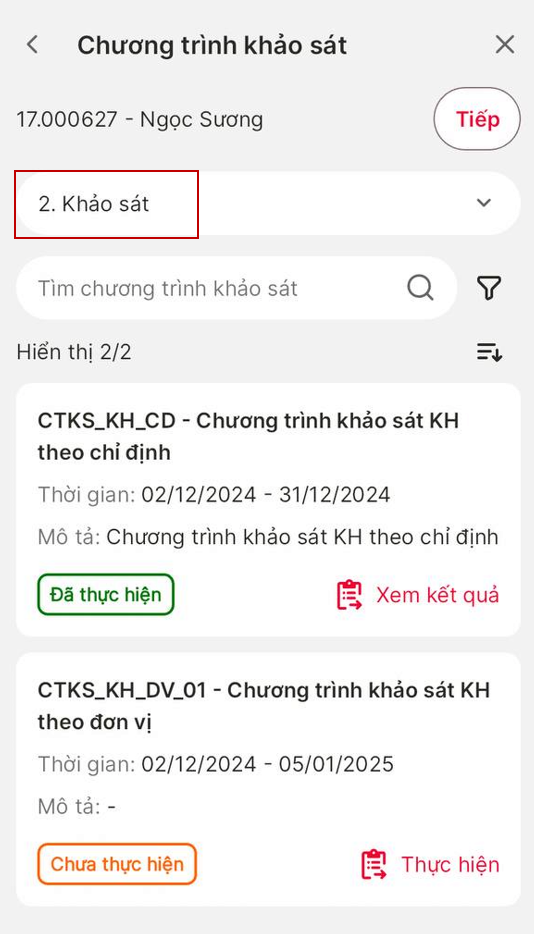 Chương trình khảo sát
17.000627 - Ngọc Sương
Tiếp
2. Khảo sát
Tìm chương trình khảo sát
Hiển thị 2/2
CTKS_KH_CD - Chương trình khảo sát KH
theo chỉ định
Thời gian: 02/12/2024 - 31/12/2024
Mô tả: Chương trình khảo sát KH theo chỉ định
Đã thực hiện
Xem kết quả
CTKS_KH_DV_01 - Chương trình khảo sát KH
theo đơn vị
Thời gian: 02/12/2024 - 05/01/2025
Mô tả: -
Chưa thực hiện
Thực hiện